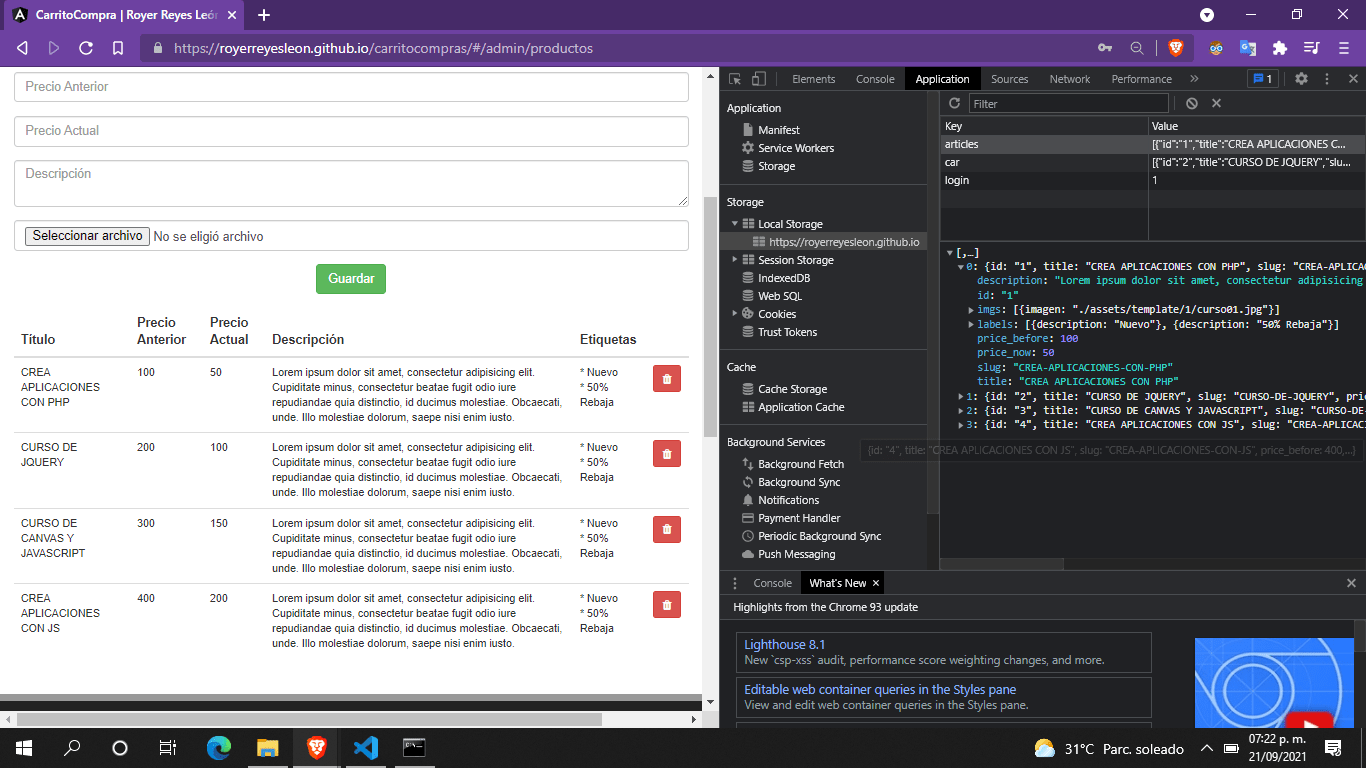 CarritoCompra | Royer Reyes León
https://royerreyesleon.github.io/carritocompras/#/admin/productos
Precio Anterior
Precio Actual
Descripción
Seleccionar archivo No se eligió archivo
Guardar
Título Precio Anterior Precio Actual Descripción Etiquetas
CREA 100 50 Lorem ipsum dolor sit amet, consectetur adipisicing elit. * Nuevo
APLICACIONES Cupiditate minus, consectetur beatae fugit odio iure * 50%
CON PHP repudiandae quia distinctio, id ducimus molestiae. Obcaecati, Rebaja
unde. Illo molestiae dolorum, saepe nisi enim iusto.
CURSO DE 200 100 Lorem ipsum dolor sit amet, consectetur adipisicing elit. * Nuevo
JQUERY Cupiditate minus, consectetur beatae fugit odio iure * 50%
repudiandae quia distinctio, id ducimus molestiae. Obcaecati, Rebaja
unde. Illo molestiae dolorum, saepe nisi enim iusto.
CURSO DE 300 150 Lorem ipsum dolor sit amet, consectetur adipisicing elit. * Nuevo
CANVAS Y Cupiditate minus, consectetur beatae fugit odio iure * 50%
JAVASCRIPT repudiandae quia distinctio, id ducimus molestiae. Obcaecati, Rebaja
unde. Illo molestiae dolorum, saepe nisi enim iusto.
CREA 400 200 Lorem ipsum dolor sit amet, consectetur adipisicing elit. * Nuevo
APLICACIONES Cupiditate minus, consectetur beatae fugit odio iure * 50%
CON JS repudiandae quia distinctio, id ducimus molestiae. Obcaecati, Rebaja
unde. Illo molestiae dolorum, saepe nisi enim iusto.
Elements Console Application Sources Network Performance » 1
Application
Manifest
Service Workers
Storage
Storage
Local Storage
https://royerreyesleon.github.io
Session Storage
IndexedDB
Web SQL
Cookies
Trust Tokens
Cache
Cache Storage
Application Cache
Background Services
Background Fetch
Background Sync
Notifications
Payment Handler
Periodic Background Sync
Push Messaging
Filter
Key Value
articles [{"id":"1","title":"CREA APLICACIONES C...
car [{"id":"2","title":"CURSO DE JQUERY","slu...
login 1
[,…]
0: {id: "1", title: "CREA APLICACIONES CON PHP", slug: "CREA-APLICA
description: "Lorem ipsum dolor sit amet, consectetur adipisicing
id: "1"
imgs: [{imagen: "./assets/template/1/curso01.jpg"}]
labels: [{description: "Nuevo"}, {description: "50% Rebaja"}]
price_before: 100
price_now: 50
slug: "CREA-APLICACIONES-CON-PHP"
title: "CREA APLICACIONES CON PHP"
1: {id: "2", title: "CURSO DE JQUERY", slug: "CURSO-DE-JQUERY", pri
2: {id: "3", title: "CURSO DE CANVAS Y JAVASCRIPT", slug: "CURSO-DE-
3: {id: "4", title: "CREA APLICACIONES CON JS", slug: "CREA-APLICACI
{id: "4", title: "CREA APLICACIONES CON JS", slug: "CREA-APLICACIONES-CON-JS", price_before: 400,…}
Console What's New
Highlights from the Chrome 93 update
Lighthouse 8.1
New `csp-xss` audit, performance score weighting changes, and more.
Editable web container queries in the Styles pane
View and edit web container queries in the Styles pane.
31°C Parc. soleado
07:22 p. m.
21/09/2021